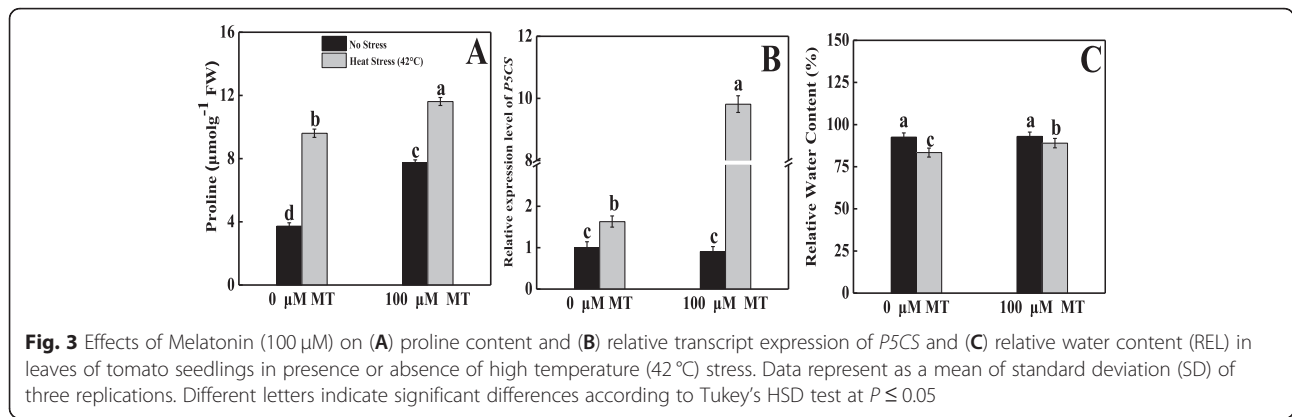 16
12
8
4
0
Proline (µmolg⁻¹ FW)
No Stress
Heat Stress (42°C)
A
d
b
c
a
0 µM MT
100 µM MT
12
10
8
2
1
0
Relative expression level of P5CS
B
c
b
c
a
0 µM MT
100 µM MT
150
125
100
75
50
25
0
Relative Water Content (%)
C
a
c
a
b
0 µM MT
100 µM MT
Fig. 3 Effects of Melatonin (100 µM) on (A) proline content and (B) relative transcript expression of P5CS and (C) relative water content (REL) in
leaves of tomato seedlings in presence or absence of high temperature (42 °C) stress. Data represent as a mean of standard deviation (SD) of
three replications. Different letters indicate significant differences according to Tukey's HSD test at P ≤ 0.05